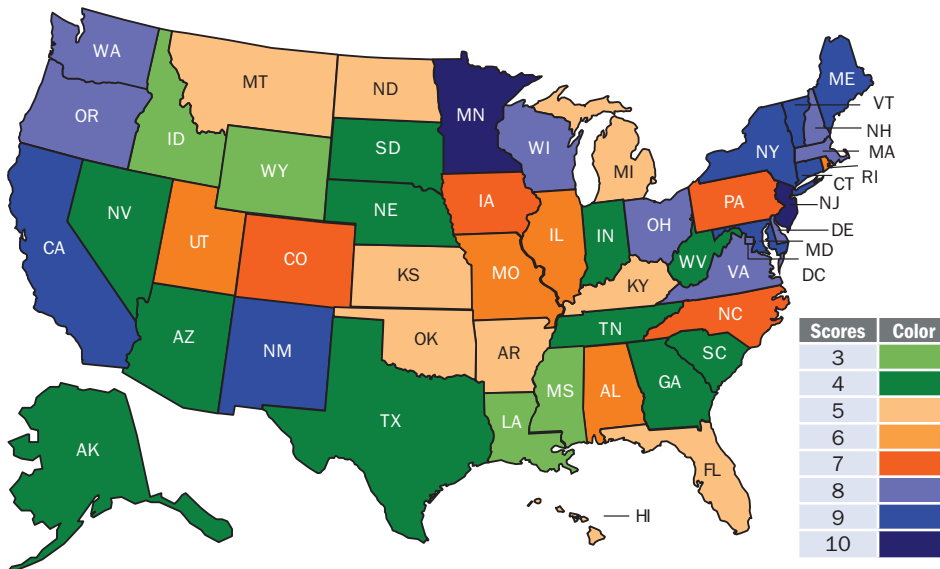 WA
ME
MT
ND
VT
MN
OR
NH
ID
WI
NY
MA
SD
WY
MI
RI
CT
IA
PA
NJ
NE
NV
OH
DE
IL
IN
UT
MD
CA
CO
WV
DC
VA
KS
MO
KY
NC
TN
OK
AZ
NM
AR
SC
Scores Color
3
MS
AL
GA
4
TX
LA
5
AK
6
FL
7
8
HI
9
10